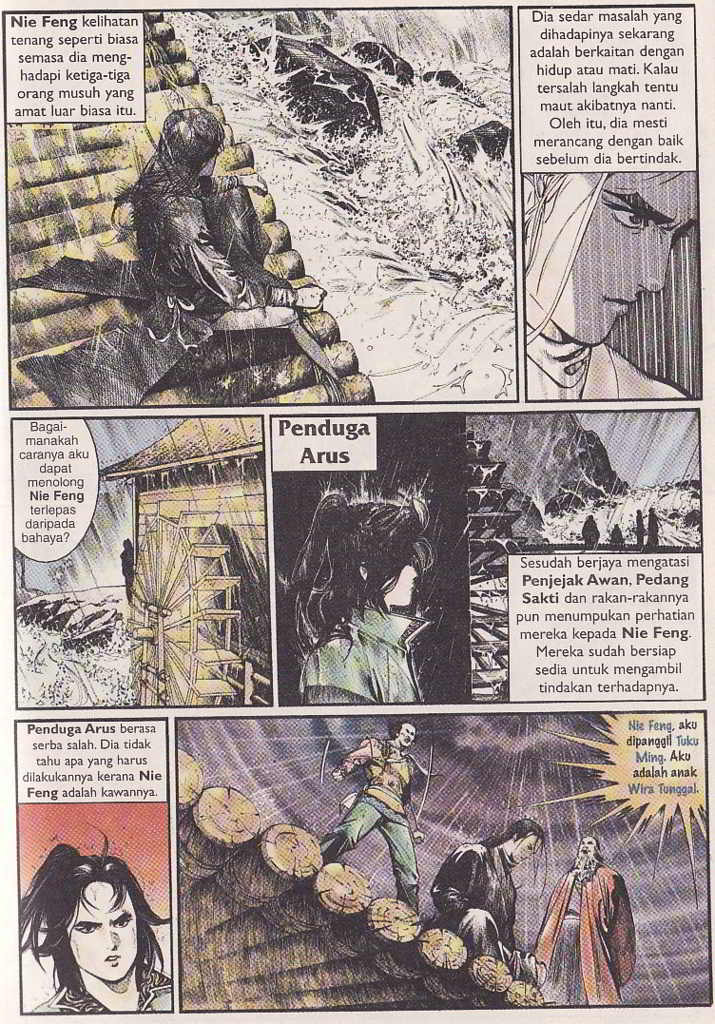 Nie Feng kelihatan
tenang seperti biasa
semasa dia meng-
hadapi ketiga-tiga
orang musuh yang
amat luar biasa itu.
Dia sedar masalah yang
dihadapinya sekarang
adalah berkaitan dengan
hidup atau mati. Kalau
tersalah langkah tentu
maut akibatnya nanti.
Oleh itu, dia mesti
merancang dengan baik
sebelum dia bertindak.
Bagai-
manakah
caranya aku
dapat
menolong
Nie Feng
terlepas
daripada
bahaya?
Penduga
Arus
Sesudah berjaya mengatasi
Penjejak Awan, Pedang
Sakti dan rakan-rakannya
pun menumpukan perhatian
mereka kepada Nie Feng.
Mereka sudah bersiap
sedia untuk mengambil
tindakan terhadapnya.
Penduga Arus berasa
serba salah. Dia tidak
tahu apa yang harus
dilakukannya kerana Nie
Feng adalah kawannya.
Nie Feng, aku
dipanggil Tuku
Ming. Aku
adalah anak
Wira Tunggal.